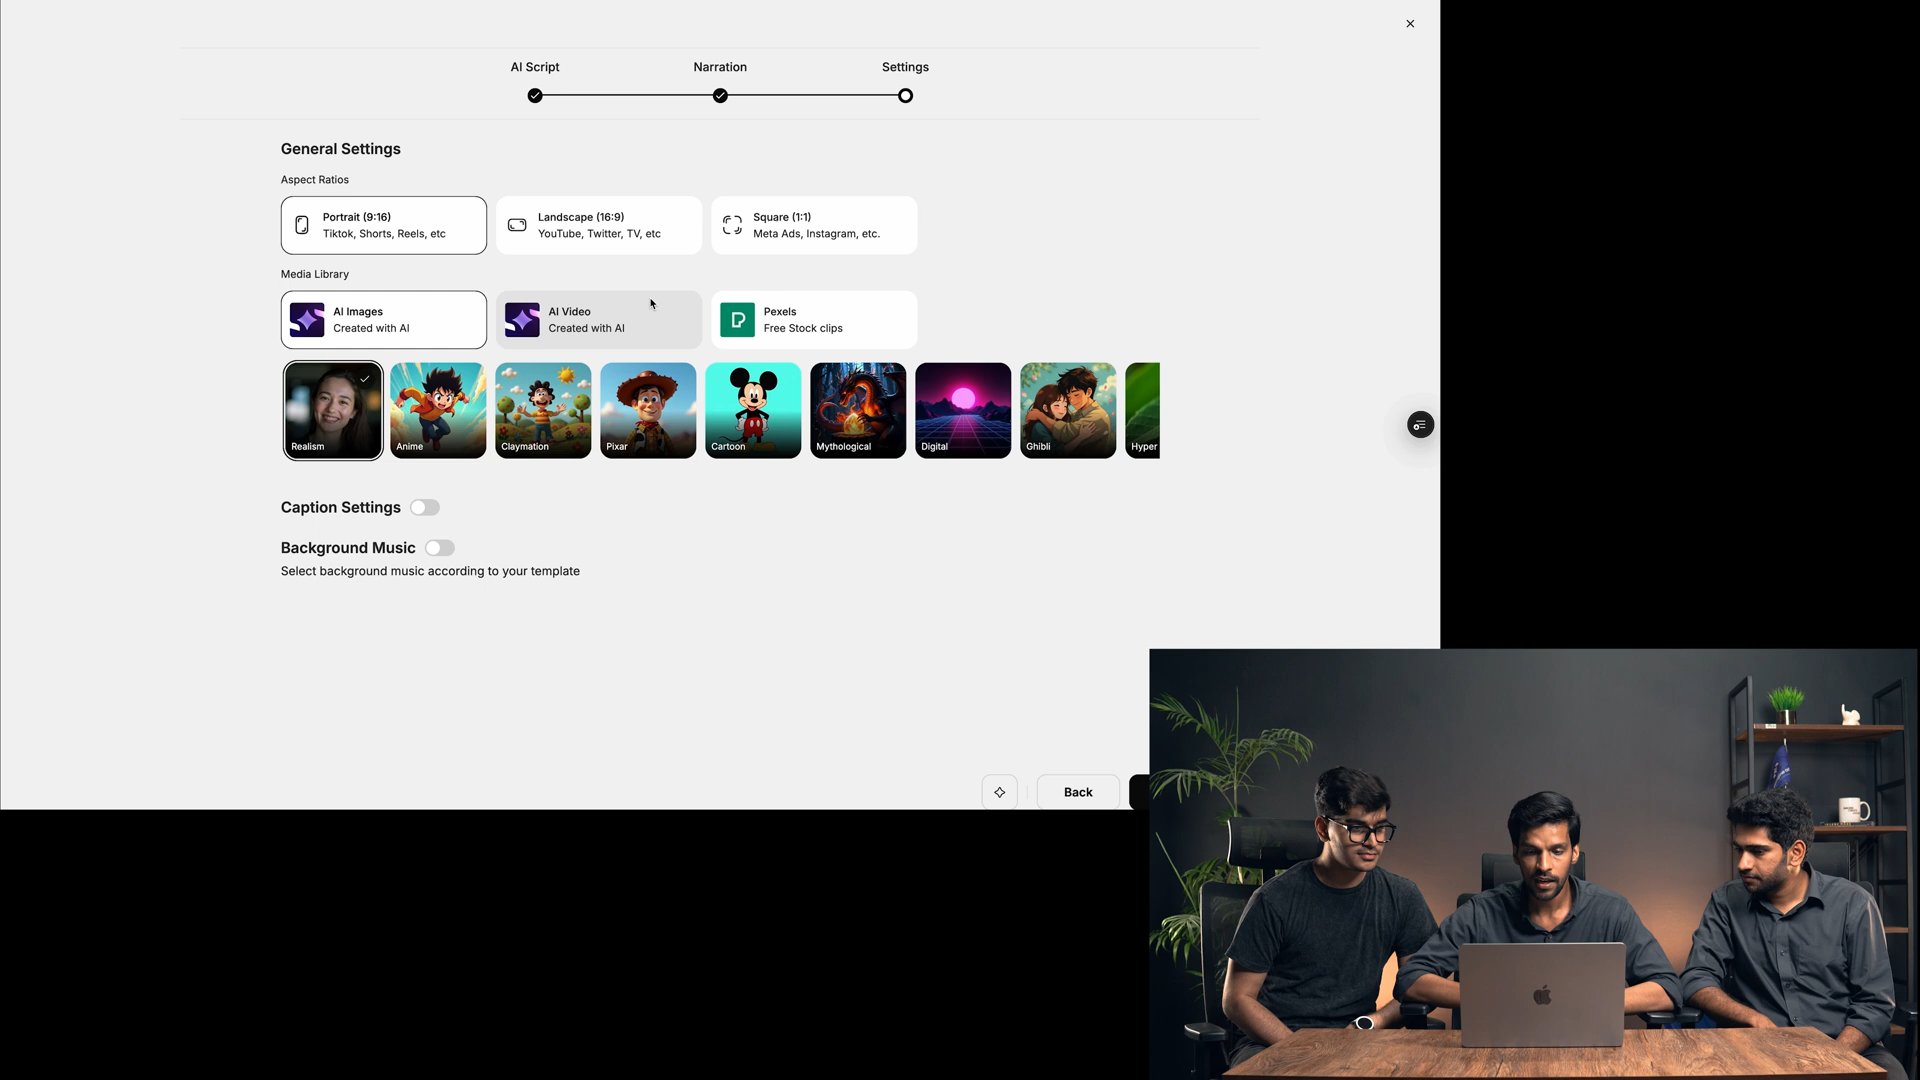 AI Script
Narration
Settings
General Settings
Aspect Ratios
Portrait (9:16)
Tiktok, Shorts, Reels, etc
Landscape (16:9)
YouTube, Twitter, TV, etc
Square (1:1)
Meta Ads, Instagram, etc.
Media Library
AI Images
Created with AI
AI Video
Created with AI
Pexels
Free Stock clips
Realism
Anime
Claymation
Pixar
Cartoon
Mythological
Digital
Ghibli
Hyper
Caption Settings
Background Music
Select background music according to your template
Back